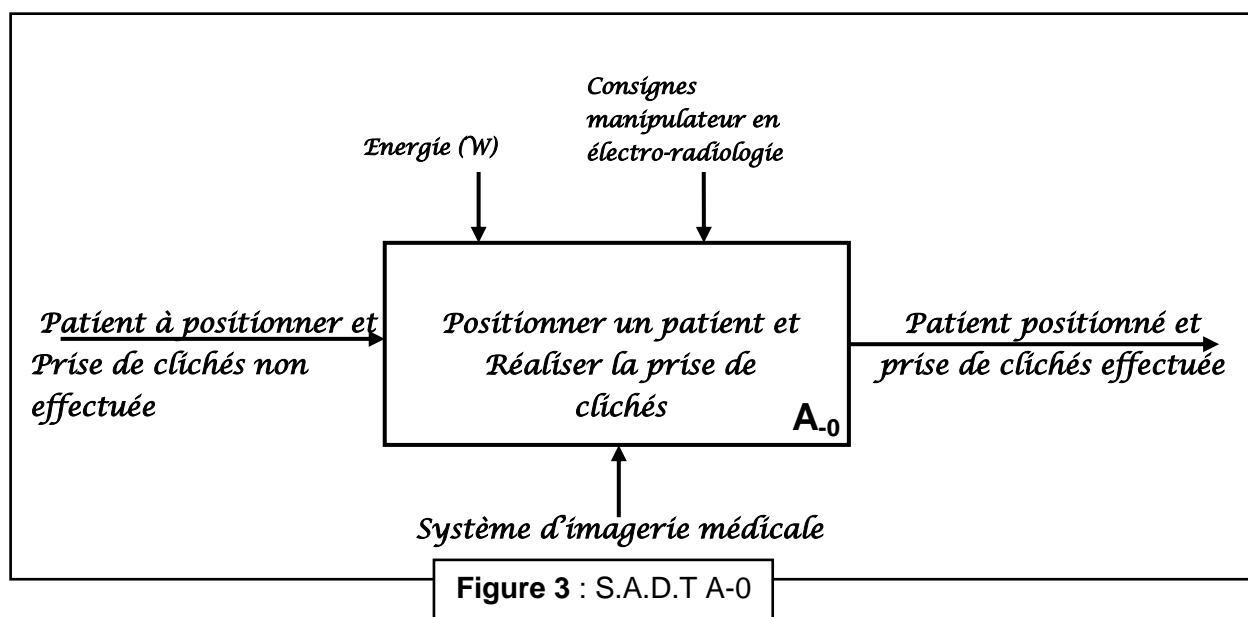 Consignes
manipulateur en
électro-radiologie
Energie (W)
Patient à positionner et
Prise de clichés non
effectuée
Positionner un patient et
Réaliser la prise de
clichés
A-0
Patient positionné et
prise de clichés effectuée
Système d'imagerie médicale
Figure 3 : S.A.D.T A-0